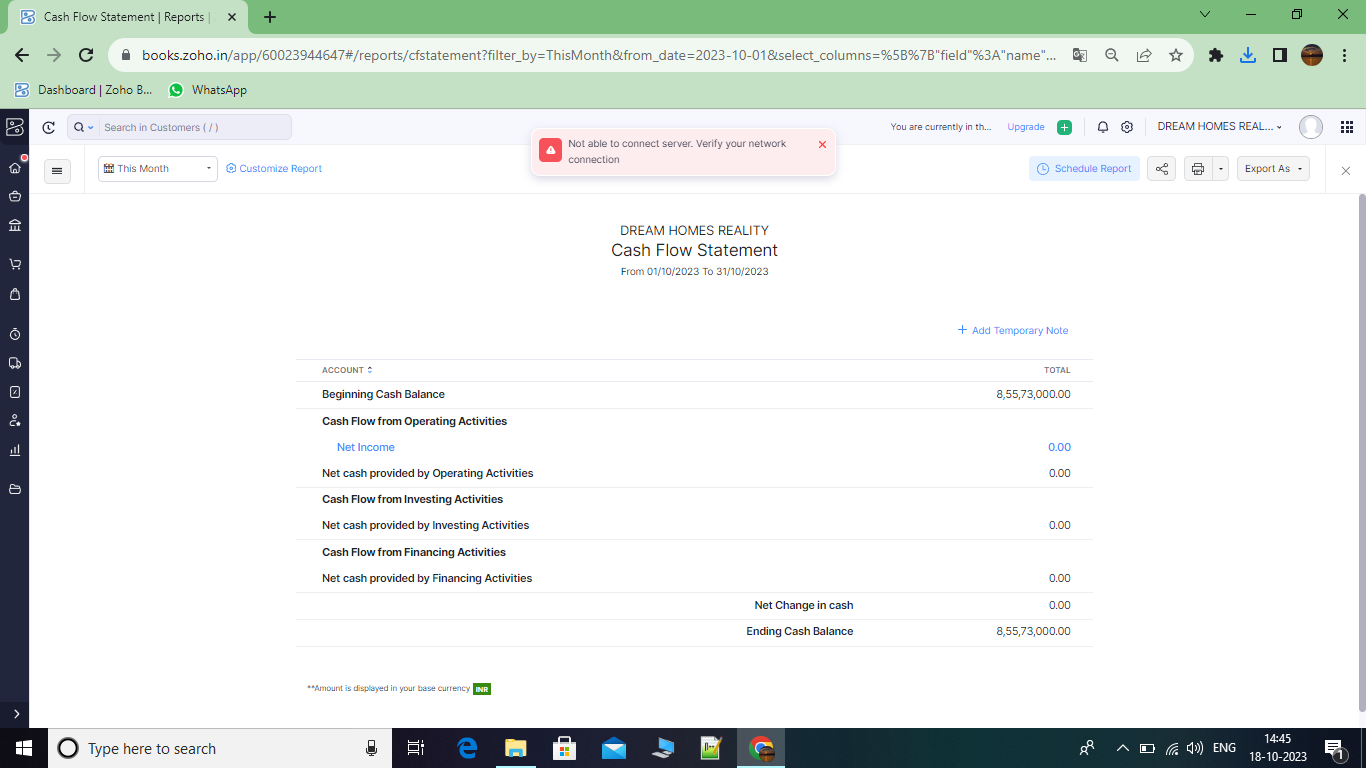 Cash Flow Statement | Reports |
books.zoho.in/app/60023944647#/reports/cfstatement?filter_by=ThisMonth&from_date=2023-10-01&select_columns=%5B%7B"field"%3A"name"...
Dashboard | Zoho B...
WhatsApp
Search in Customers ( / )
You are currently in th...
Upgrade
DREAM HOMES REAL...
Not able to connect server. Verify your network
connection
This Month
Customize Report
Schedule Report
Export As
DREAM HOMES REALITY
Cash Flow Statement
From 01/10/2023 To 31/10/2023
+ Add Temporary Note
ACCOUNT TOTAL
Beginning Cash Balance 8,55,73,000.00
Cash Flow from Operating Activities
Net Income 0.00
Net cash provided by Operating Activities 0.00
Cash Flow from Investing Activities
Net cash provided by Investing Activities 0.00
Cash Flow from Financing Activities
Net cash provided by Financing Activities 0.00
Net Change in cash 0.00
Ending Cash Balance 8,55,73,000.00
**Amount is displayed in your base currency INR
Type here to search
ENG
14:45
18-10-2023
1